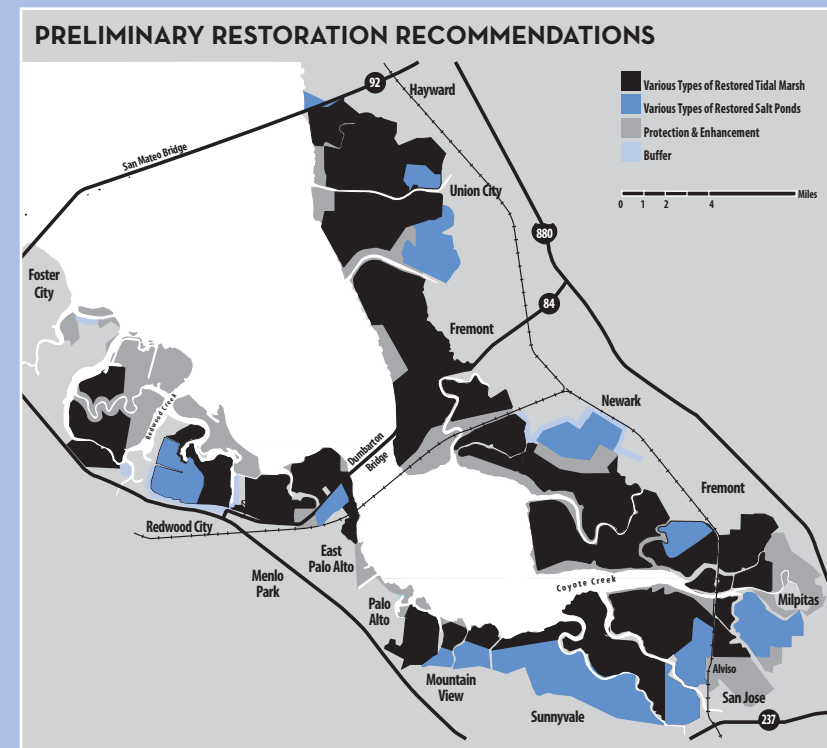 PRELIMINARY RESTORATION RECOMMENDATIONS
92
Hayward
San Mateo Bridge
Various Types of Restored Tidal Marsh
Various Types of Restored Salt Ponds
Protection & Enhancement
Buffer
Miles
0 1 2 4
Union City
880
Foster
City
84
Fremont
Redwood Creek
Newark
Dumbarton
Bridge
Fremont
Redwood City
East
Palo Alto
Menlo
Park
Coyote Creek
Milpitas
Palo
Alto
Alviso
Mountain
View
San Jose
Sunnyvale
237